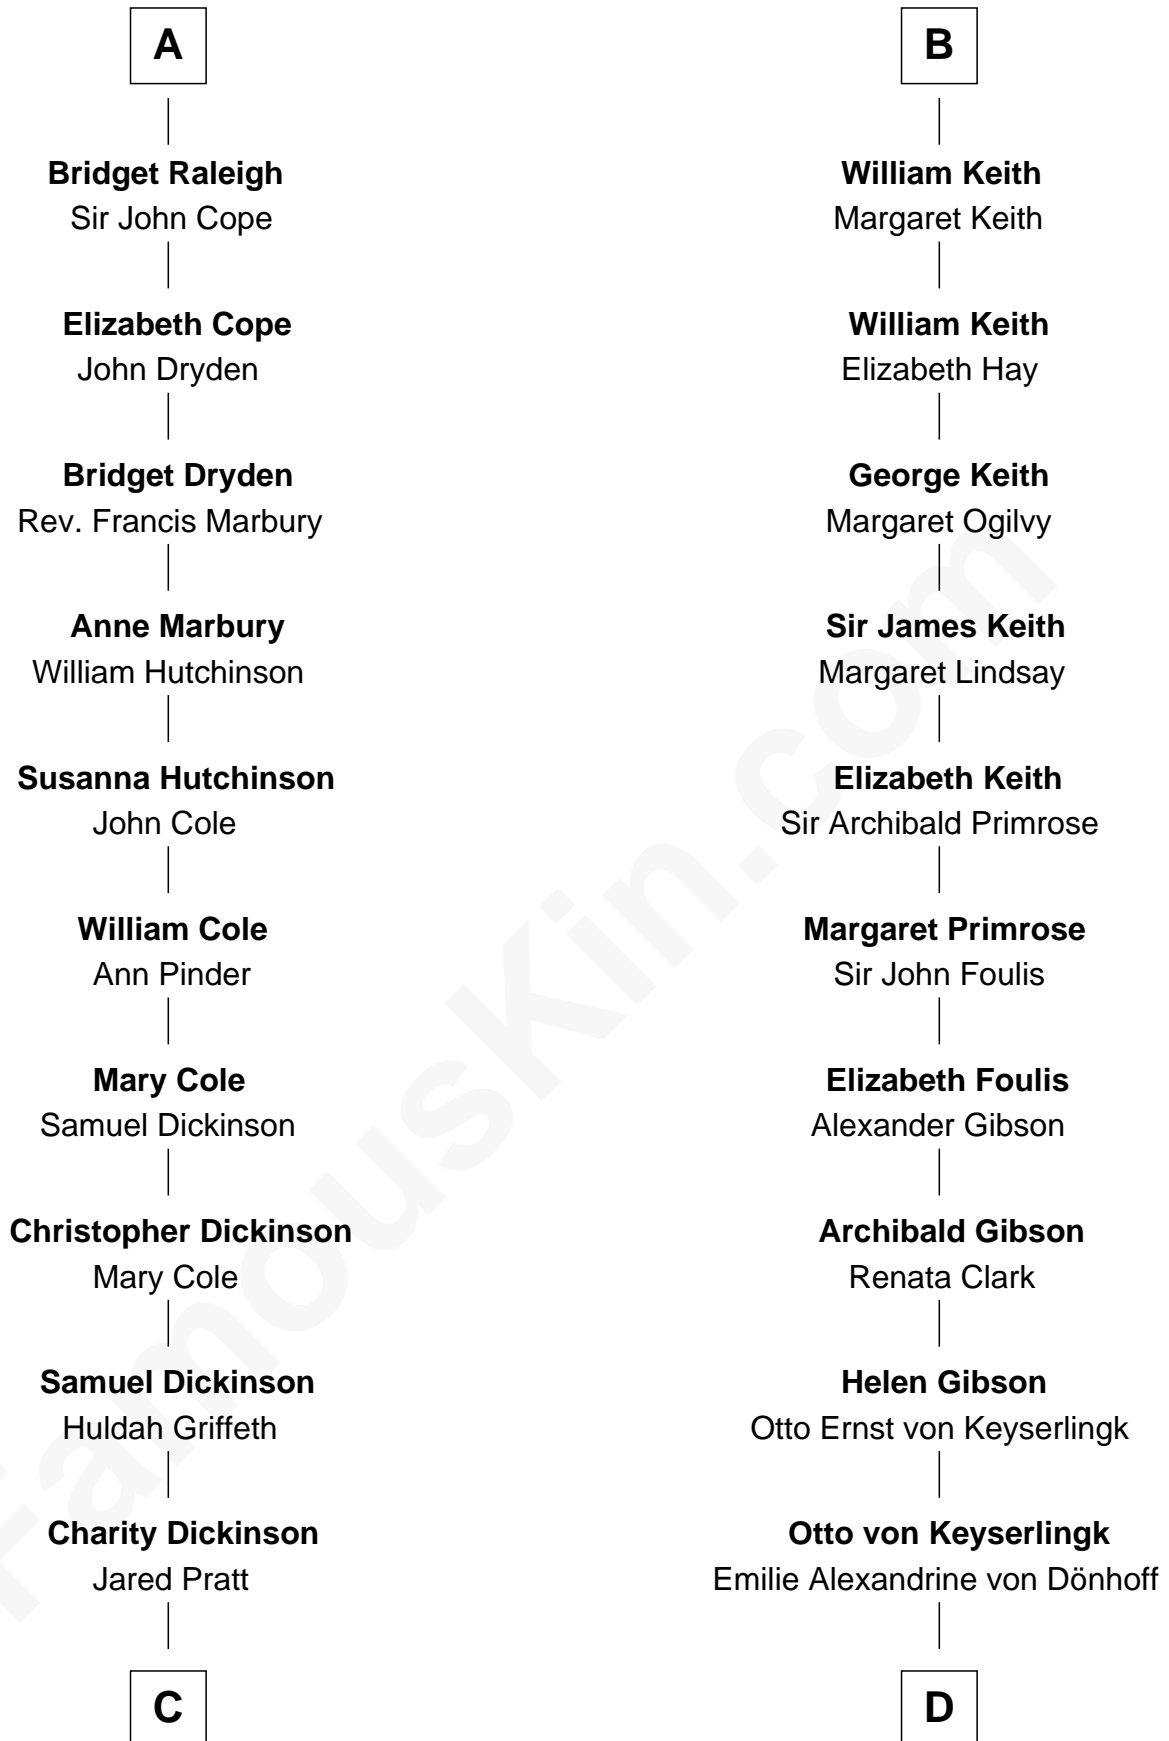 A
Bridget Raleigh
Sir John Cope
Elizabeth Cope
John Dryden
Bridget Dryden
Rev. Francis Marbury
Anne Marbury
William Hutchinson
Susanna Hutchinson
John Cole
William Cole
Ann Pinder
Mary Cole
Samuel Dickinson
Christopher Dickinson
Mary Cole
Samuel Dickinson
Huldah Griffeth
Charity Dickinson
Jared Pratt
C
B
William Keith
Margaret Keith
William Keith
Elizabeth Hay
George Keith
Margaret Ogilvy
Sir James Keith
Margaret Lindsay
Elizabeth Keith
Sir Archibald Primrose
Margaret Primrose
Sir John Foulis
Elizabeth Foulis
Alexander Gibson
Archibald Gibson
Renata Clark
Helen Gibson
Otto Ernst von Keyserlingk
Otto von Keyserlingk
Emilie Alexandrine von Dönhoff
D
FamousKin.com